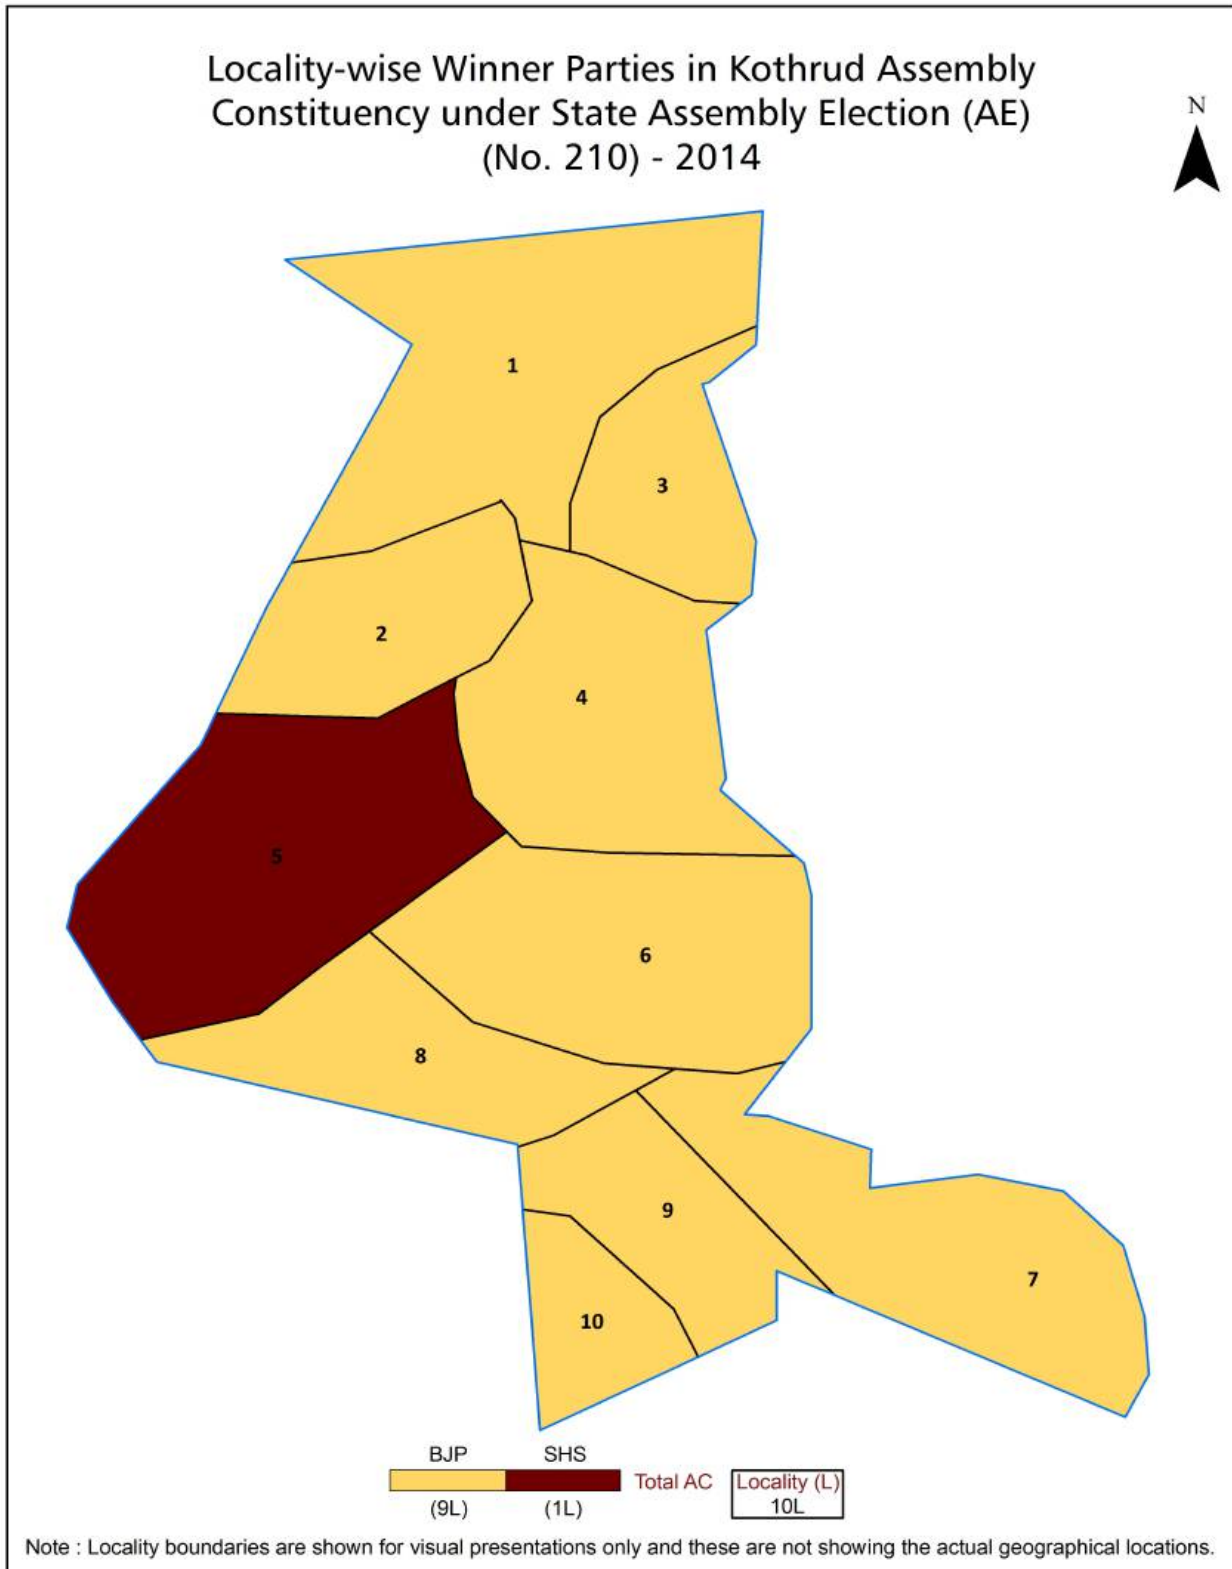 Locality-wise Winner Parties in Kothrud Assembly
Constituency under State Assembly Election (AE)
(No. 210) - 2014
N
1
3
2
4
5
6
8
9
7
10
BJP SHS
Total AC Locality (L)
(9L) (1L) 10L
Note : Locality boundaries are shown for visual presentations only and these are not showing the actual geographical locations.